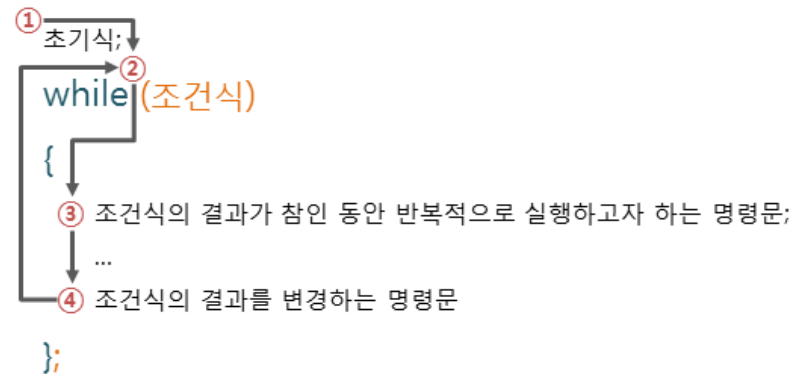 ①
초기식;
②
while (조건식)
{
③ 조건식의 결과가 참인 동안 반복적으로 실행하고자 하는 명령문;
...
④ 조건식의 결과를 변경하는 명령문
};